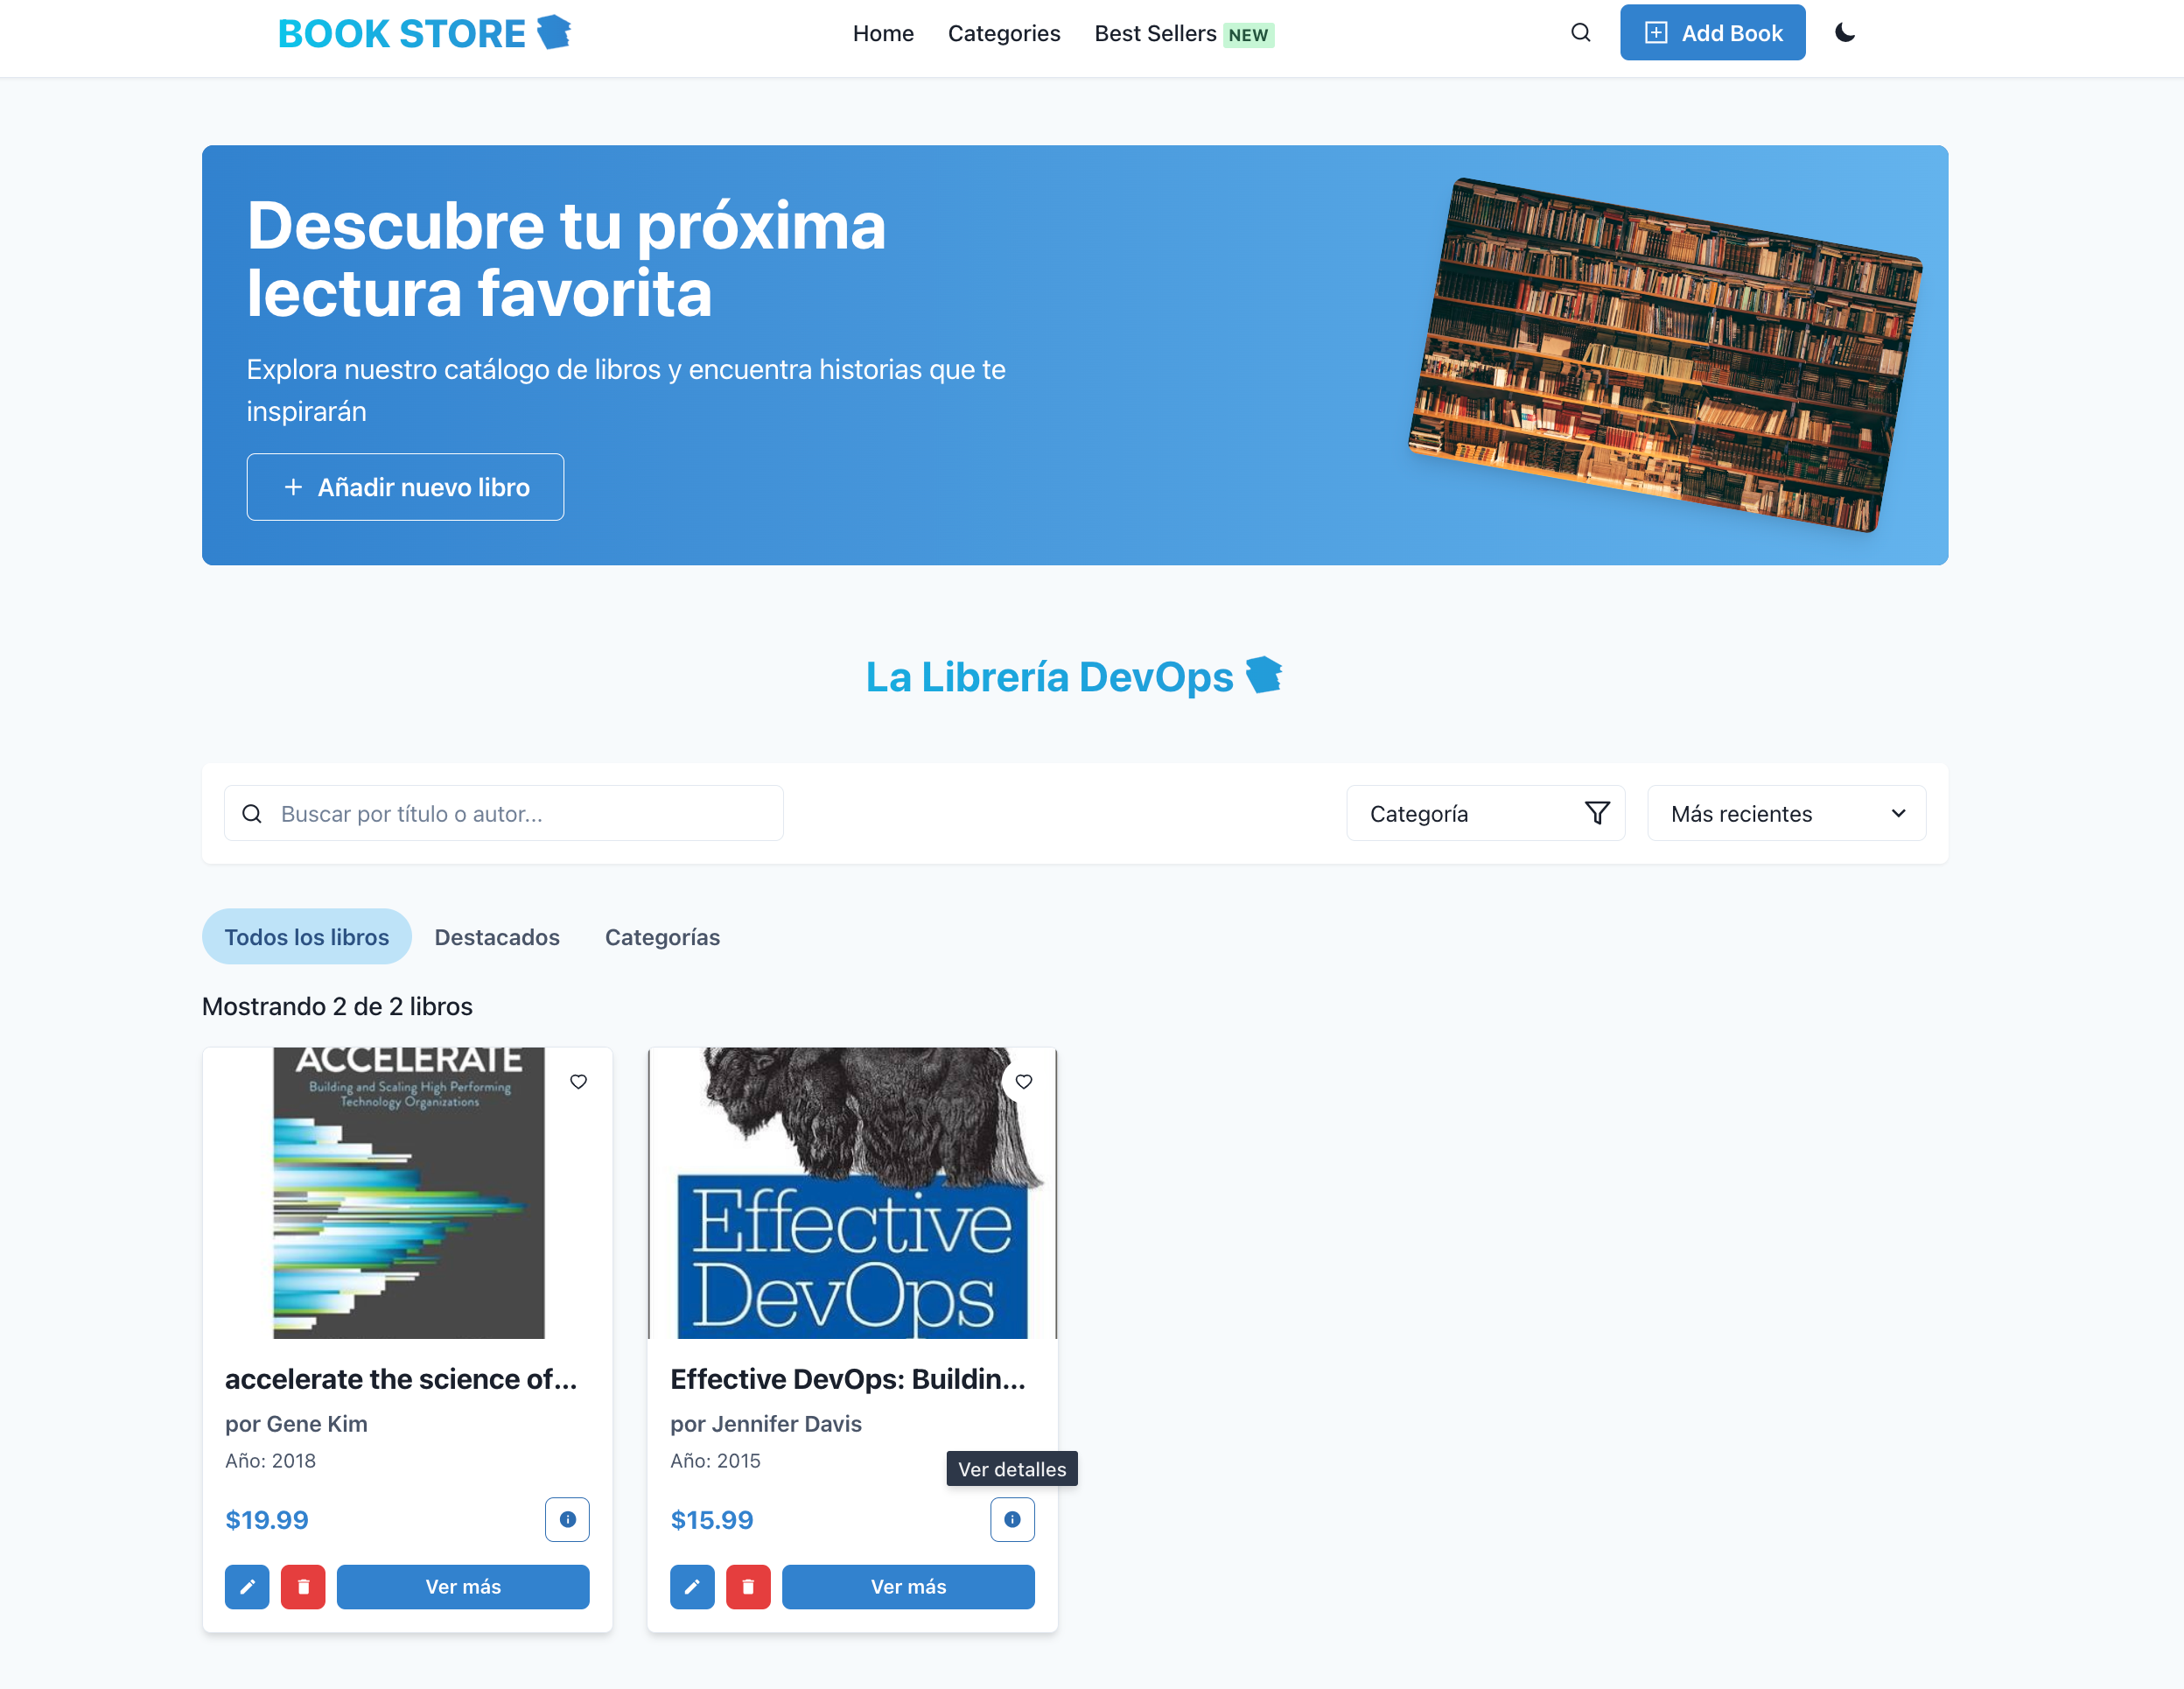 BOOK STORE
Home
Categories
Best Sellers NEW
Add Book
Descubre tu próxima
lectura favorita
Explora nuestro catálogo de libros y encuentra historias que te
inspirarán
Añadir nuevo libro
La Librería DevOps
Buscar por título o autor...
Categoría
Más recientes
Todos los libros
Destacados
Categorías
Mostrando 2 de 2 libros
ACCELERATE
Building and Scaling High Performing
Technology Organizations
accelerate the science of...
por Gene Kim
Año: 2018
$19.99
Ver más
Effective
DevOps
Effective DevOps: Buildin...
por Jennifer Davis
Año: 2015
Ver detalles
$15.99
Ver más